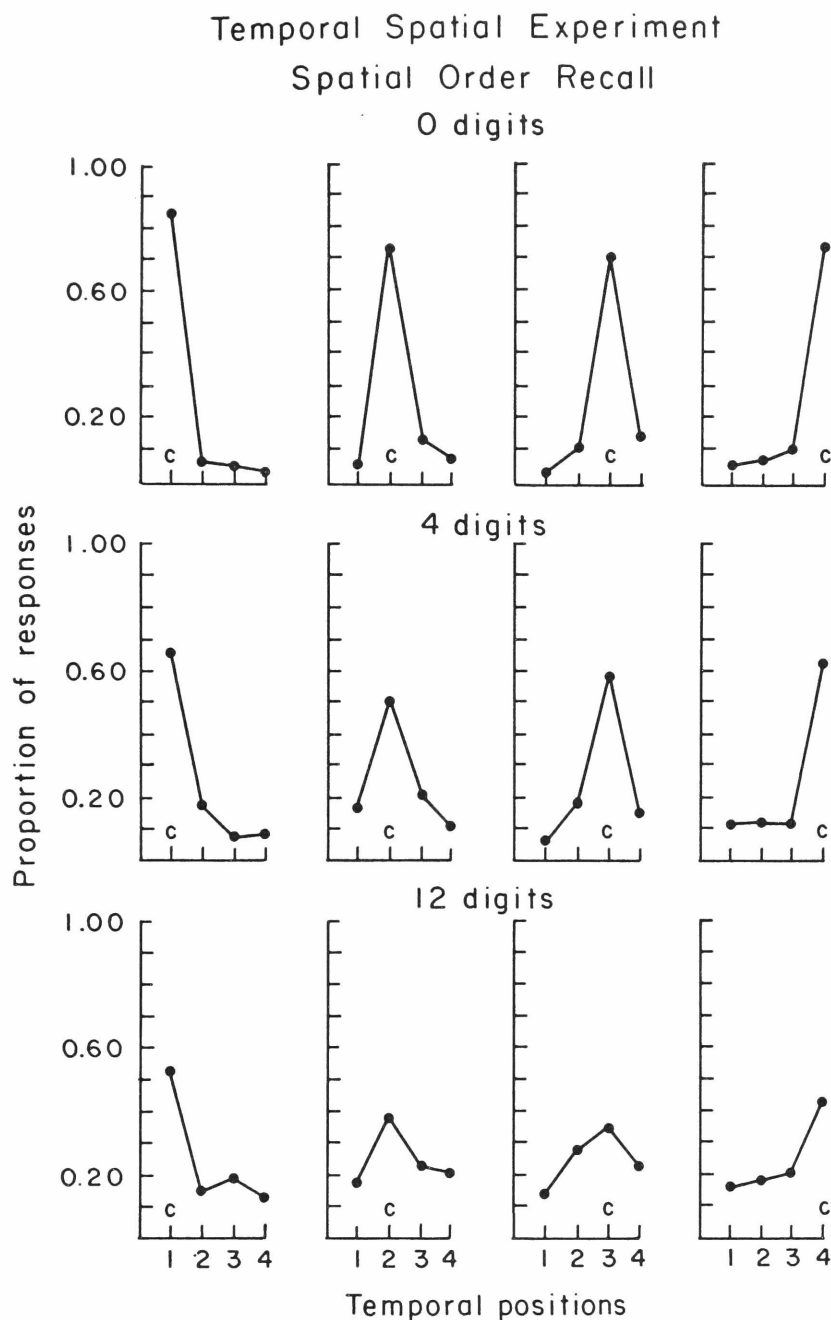 Temporal Spatial Experiment
Spatial Order Recall
0 digits
1.00
0.60
0.20
c c c c
4 digits
1.00
0.60
0.20
c c c c
12 digits
1.00
0.60
0.20
c c c c
1 2 3 4 1 2 3 4 1 2 3 4 1 2 3 4
Temporal positions
Proportion of responses